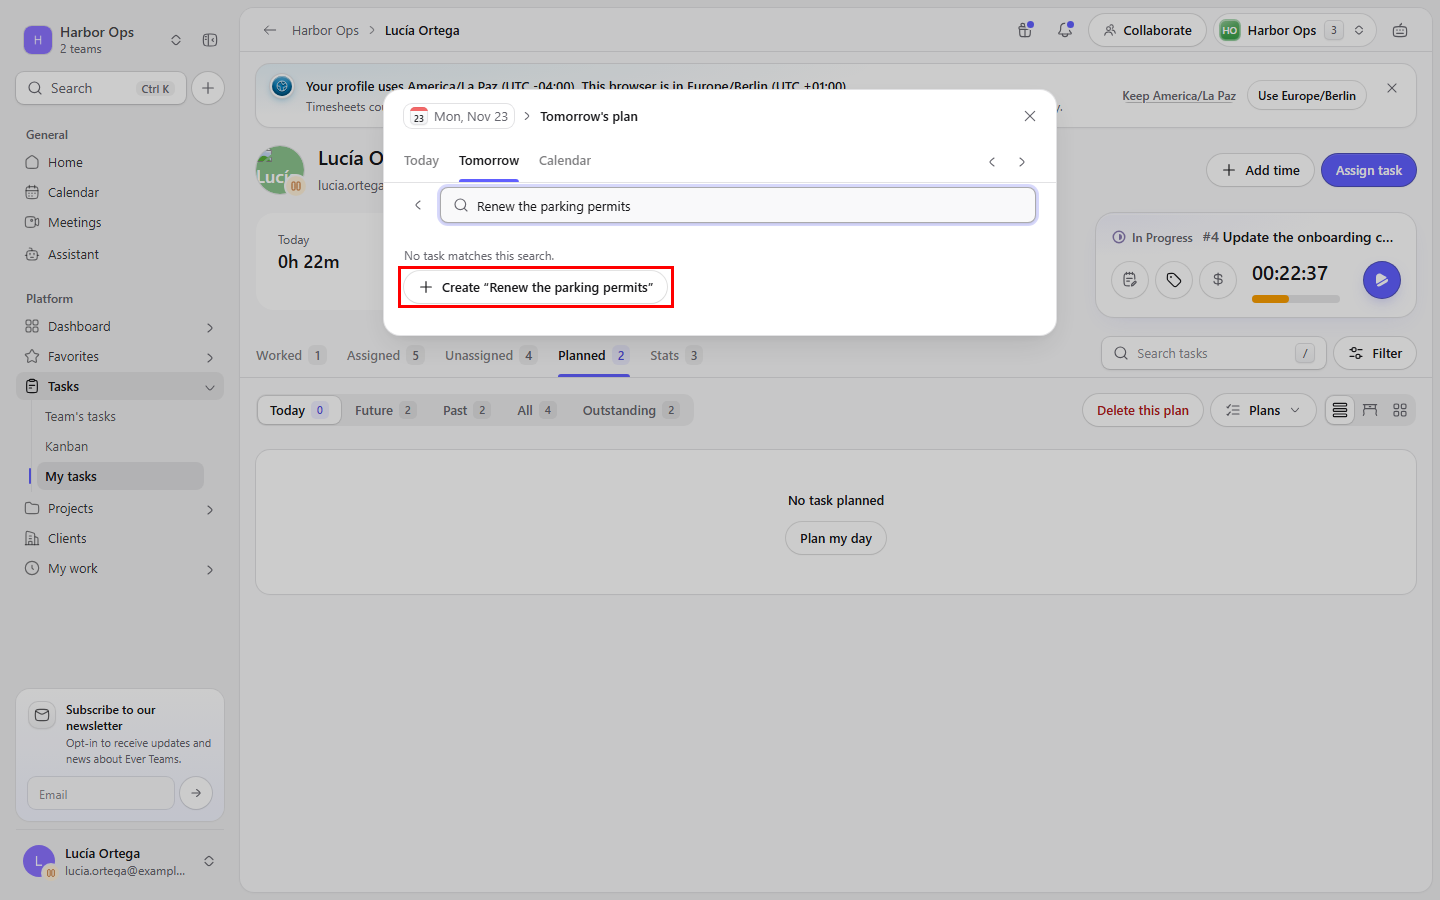 H
Harbor Ops
2 teams
Search
Ctrl K
General
Home
Calendar
Meetings
Assistant
Platform
Dashboard
Favorites
Tasks
Team's tasks
Kanban
My tasks
Projects
Clients
My work
Subscribe to our
newsletter
Opt-in to receive updates and
news about Ever Teams.
Email
L
Lucía Ortega
lucia.ortega@exampl...
Harbor Ops
Lucía Ortega
Collaborate
HO
Harbor Ops
3
Your profile uses America/La Paz (UTC -04:00). This browser is in Europe/Berlin (UTC +01:00)
Timesheets
Keep America/La Paz
Use Europe/Berlin
Lucía O
lucia.ortega
Add time
Assign task
Today
0h 22m
In Progress
#4 Update the onboarding c...
$
00:22:37
23
Mon, Nov 23
Tomorrow's plan
Today
Tomorrow
Calendar
Renew the parking permits
No task matches this search.
Create “Renew the parking permits”
Worked 1
Assigned 5
Unassigned 4
Planned 2
Stats 3
Search tasks
/
Filter
Today 0
Future 2
Past 2
All 4
Outstanding 2
Delete this plan
Plans
No task planned
Plan my day